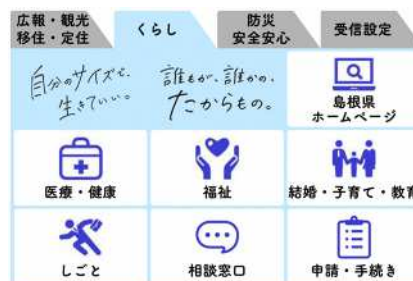 広報・観光
移住・定住
くらし
防災
安全安心
受信設定
自分のサイズで、
生きていい。
誰もが、誰かの、
たからもの。
島根県
ホームページ
医療・健康
福祉
結婚・子育て・教育
しごと
相談窓口
申請・手続き